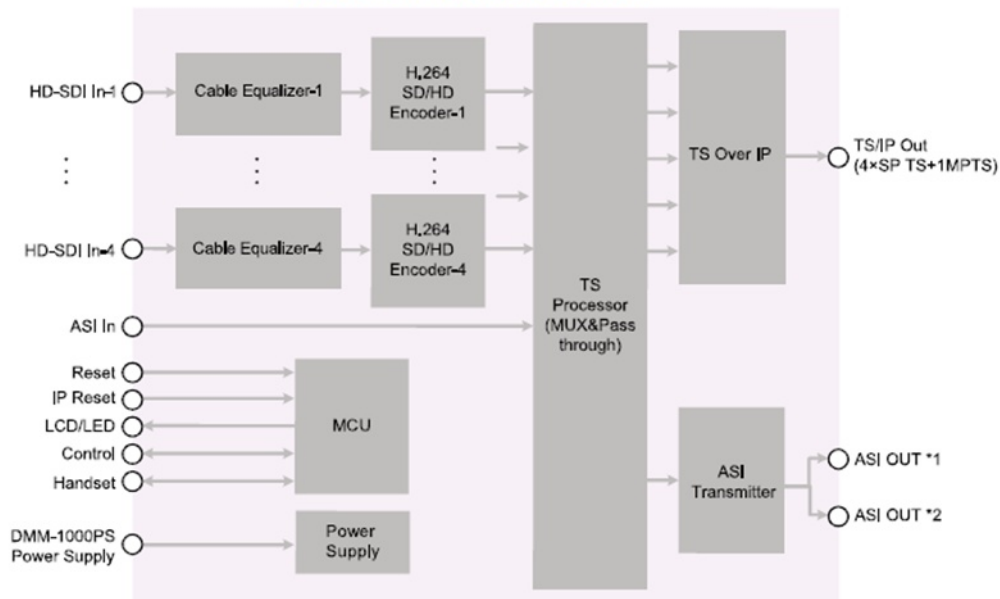 HD-SDI In-1
Cable Equalizer-1
H.264
SD/HD
Encoder-1
TS Over IP
TS/IP Out
(4×SP TS+1MPTS)
HD-SDI In-4
Cable Equalizer-4
H.264
SD/HD
Encoder-4
TS
Processor
(MUX&Pass
through)
ASI In
Reset
IP Reset
LCD/LED
Control
Handset
MCU
ASI
Transmitter
ASI OUT *1
ASI OUT *2
DMM-1000PS
Power Supply
Power
Supply